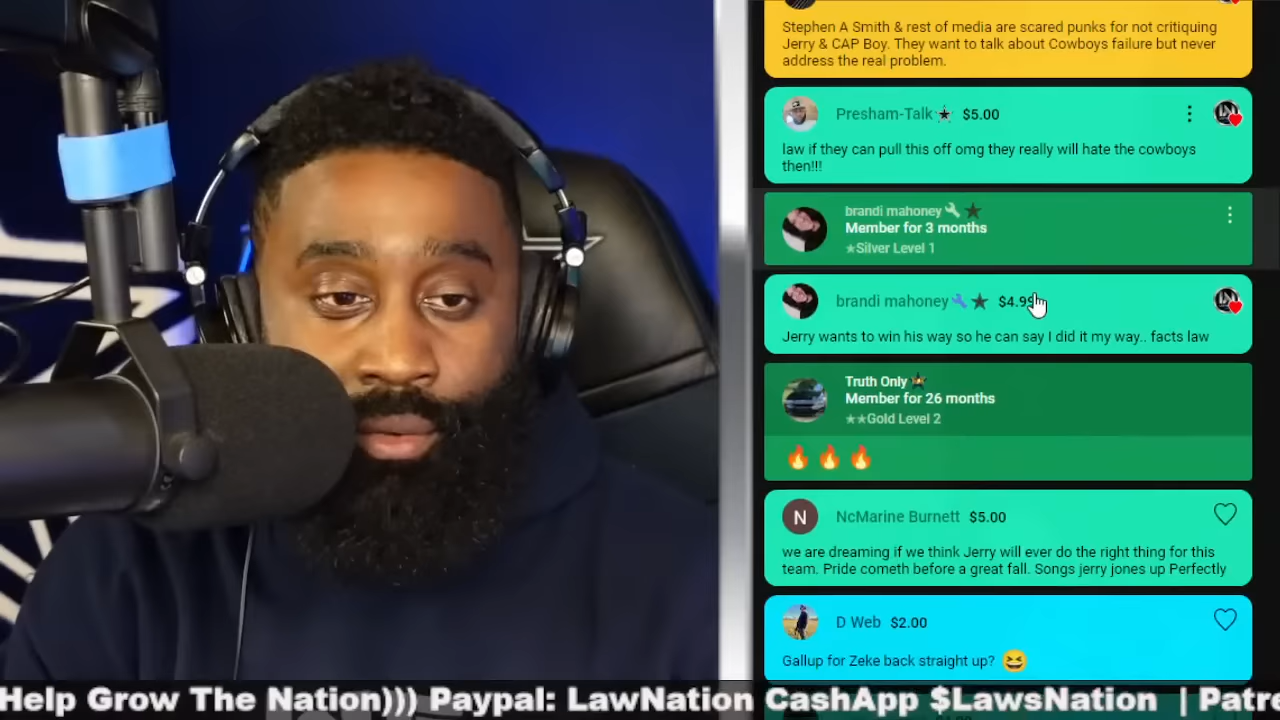 Stephen A Smith & rest of media are scared punks for not critiquing
Jerry & CAP Boy. They want to talk about Cowboys failure but never
address the real problem.
Presham-Talk $5.00
law if they can pull this off omg they really will hate the cowboys
then!!!
brandi mahoney
Member for 3 months
★Silver Level 1
brandi mahoney $4.99
Jerry wants to win his way so he can say I did it my way.. facts law
Truth Only
Member for 26 months
★★Gold Level 2
N
NcMarine Burnett $5.00
we are dreaming if we think Jerry will ever do the right thing for this
team. Pride cometh before a great fall. Songs jerry jones up Perfectly
D Web $2.00
Gallup for Zeke back straight up?
Help Grow The Nation))) Paypal: LawNation CashApp $LawsNation | Patre